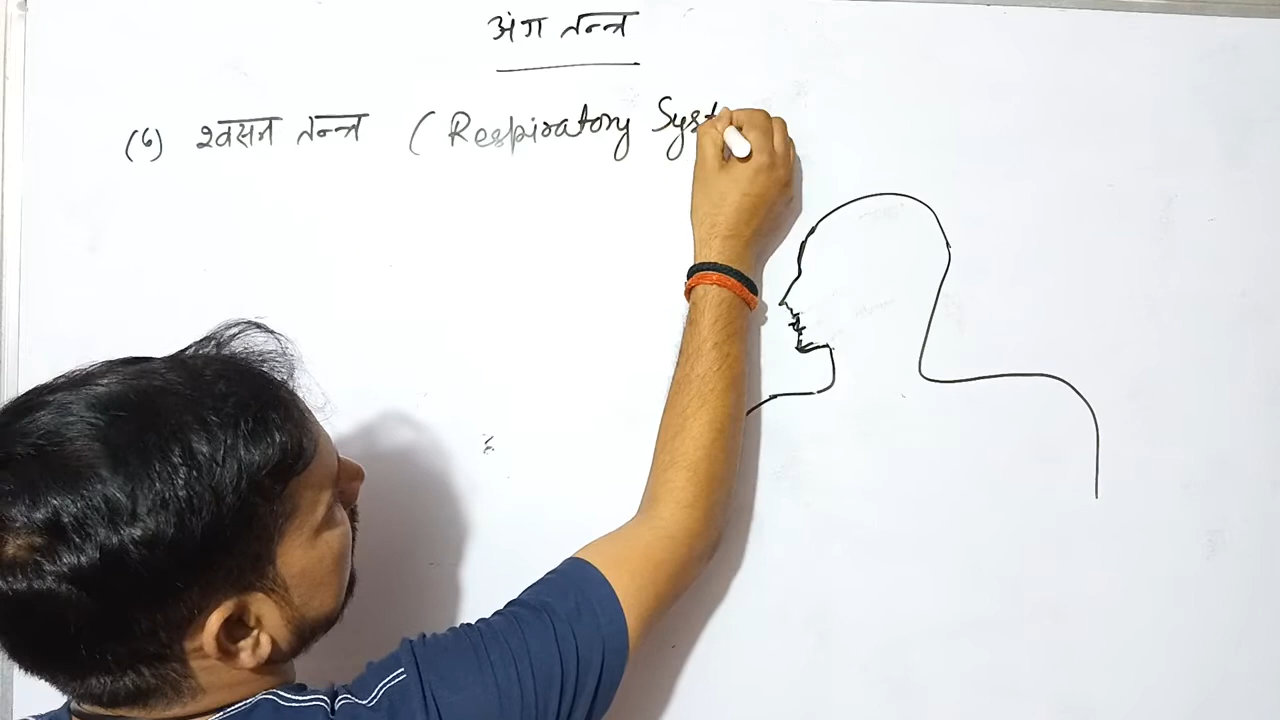 अंग तन्त्र
(6) श्वसन तन्त्र ( Respiratory Syst